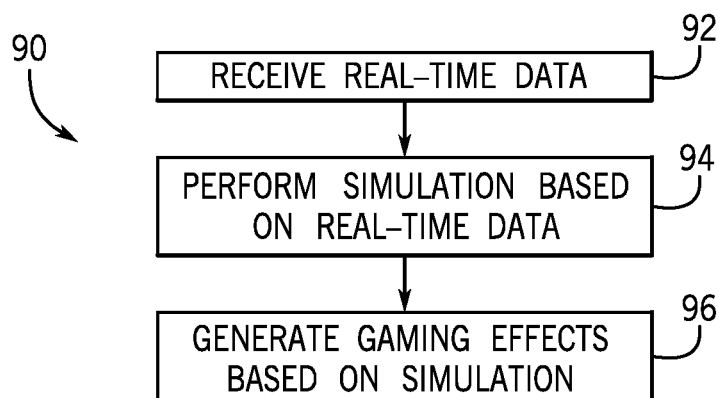 90
92
RECEIVE REAL–TIME DATA
94
PERFORM SIMULATION BASED
ON REAL–TIME DATA
96
GENERATE GAMING EFFECTS
BASED ON SIMULATION